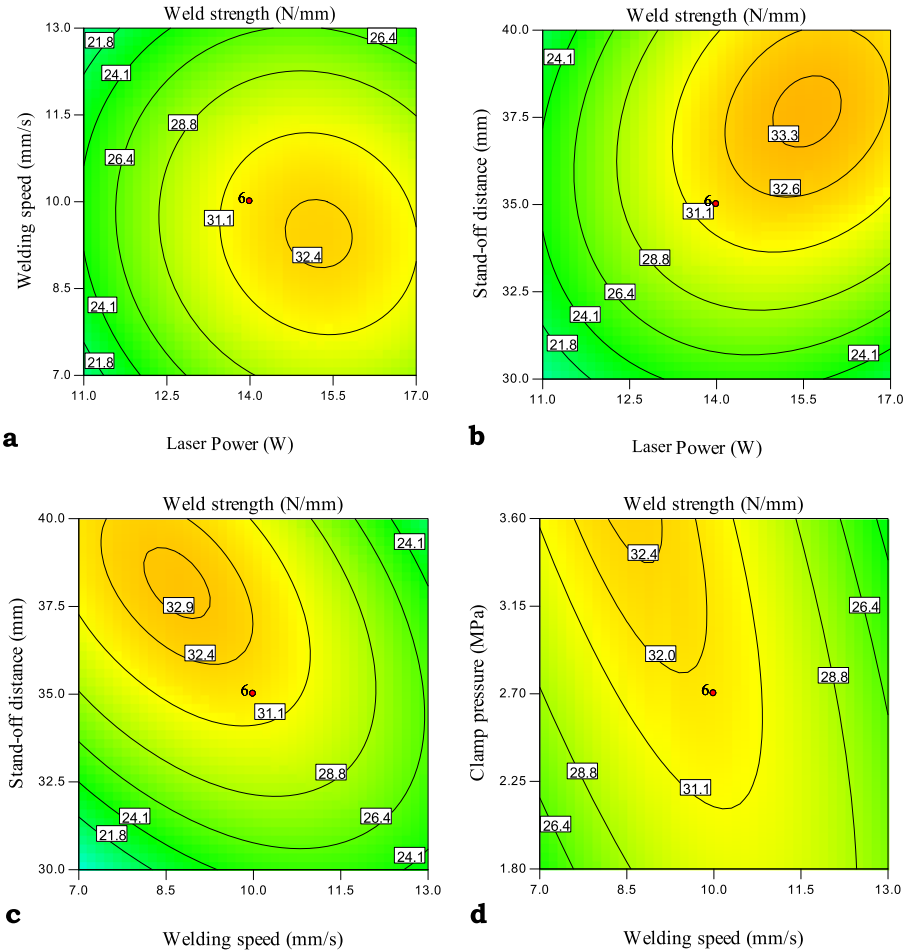 Weld strength (N/mm)
13.0
11.5
10.0
8.5
7.0
Welding speed (mm/s)
21.8
24.1
26.4
28.8
26.4
6
31.1
32.4
24.1
21.8
11.0 12.5 14.0 15.5 17.0
a
Laser Power (W)
Weld strength (N/mm)
40.0
37.5
35.0
32.5
30.0
Stand-off distance (mm)
24.1
33.3
32.6
6
31.1
28.8
26.4
24.1
21.8
24.1
11.0 12.5 14.0 15.5 17.0
b
Laser Power (W)
Weld strength (N/mm)
40.0
37.5
35.0
32.5
30.0
Stand-off distance (mm)
24.1
32.9
32.4
6
31.1
28.8
26.4
24.1
21.8
24.1
7.0 8.5 10.0 11.5 13.0
c
Welding speed (mm/s)
Weld strength (N/mm)
3.60
3.15
2.70
2.25
1.80
Clamp pressure (MPa)
32.4
26.4
32.0
28.8
6
28.8
31.1
26.4
7.0 8.5 10.0 11.5 13.0
d
Welding speed (mm/s)